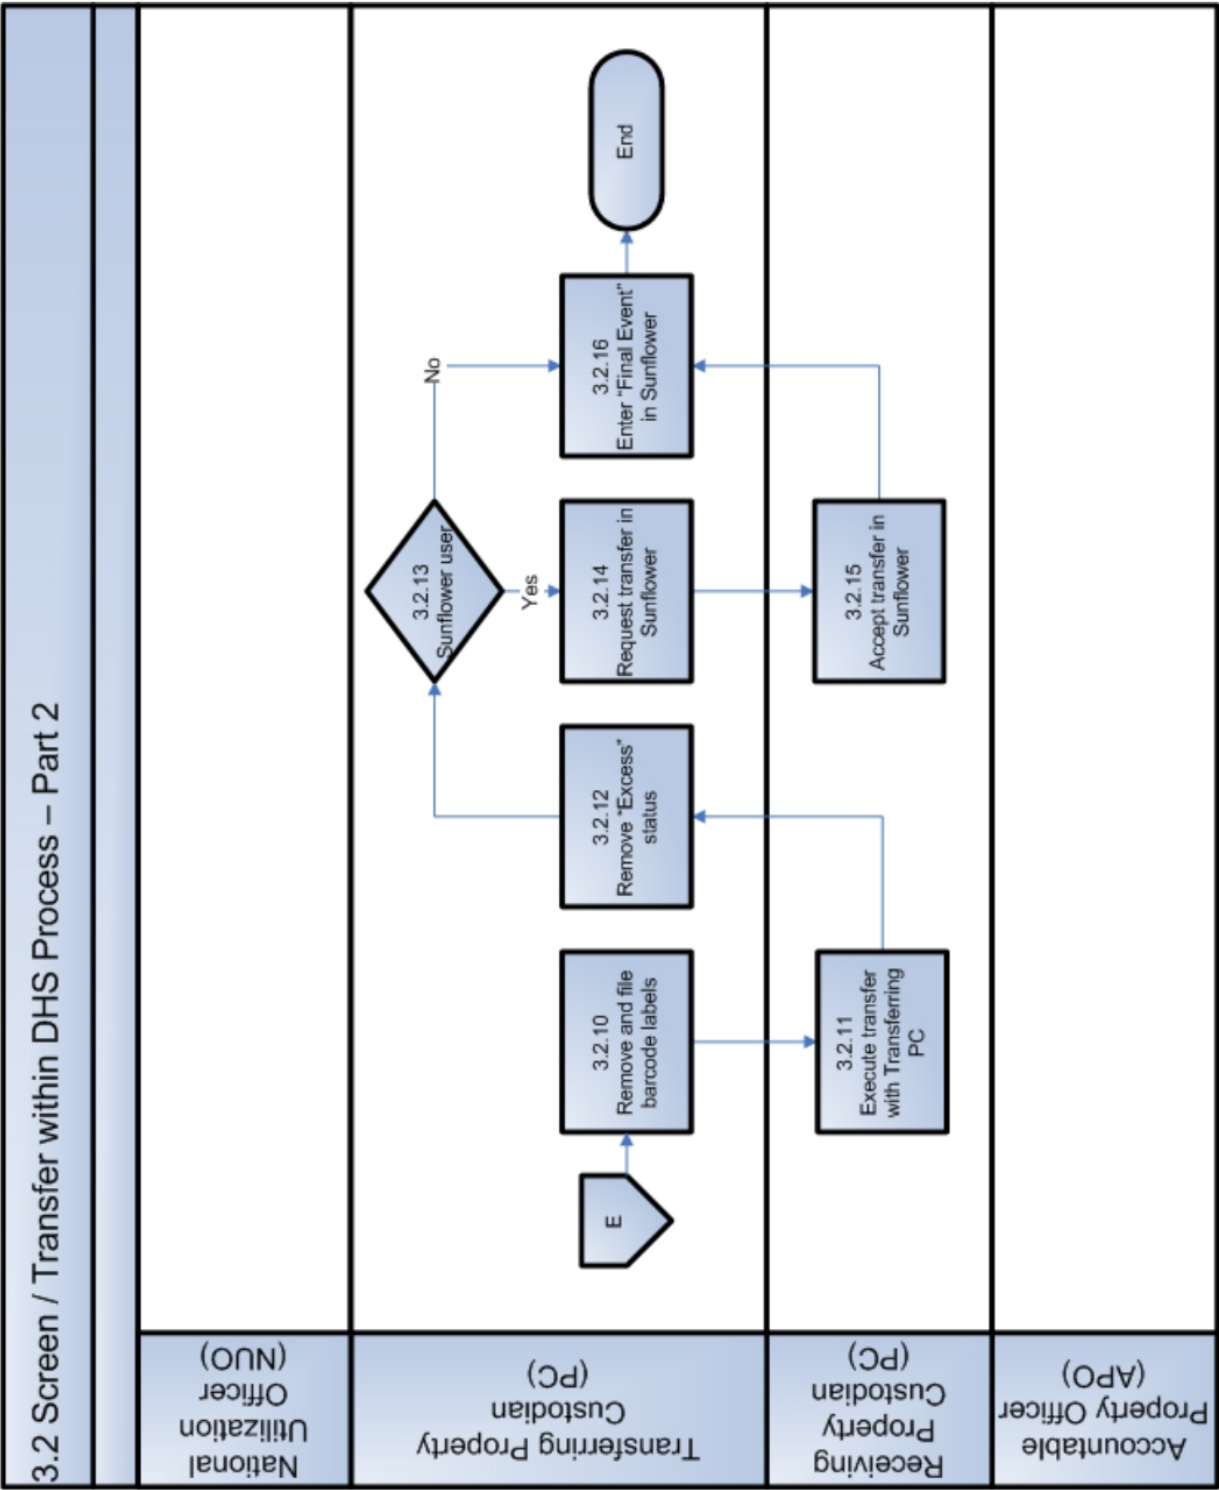 3.2 Screen / Transfer within DHS Process – Part 2
National
Utilization
Officer
(NUO)
Transferring Property
Custodian
(PC)
E
3.2.10
Remove and file
barcode labels
3.2.12
Remove "Excess"
status
3.2.13
Sunflower user
Yes
No
3.2.14
Request transfer in
Sunflower
3.2.16
Enter "Final Event"
in Sunflower
End
Receiving
Property
Custodian
(PC)
3.2.11
Execute transfer
with Transferring
PC
3.2.15
Accept transfer in
Sunflower
Accountable
Property Officer
(APO)